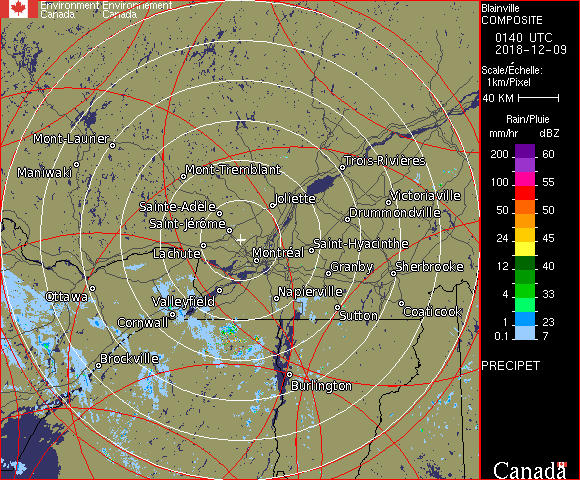 Environment Environnement
Canada Canada
Blainville
COMPOSITE
0140 UTC
2018-12-09
Scale/Échelle:
1km/Pixel
40 KM
Rain/Pluie
mm/hr dBZ
200 60
100 55
50 50
24 45
12 40
4 33
1 23
0.1 7
PRECIPET
Canada
Mont-Laurier
Maniwaki
Mont-Tremblant
Trois-Rivières
Joliette
Victoriaville
Sainte-Adèle
Drummondville
Saint-Jérôme
Saint-Hyacinthe
Lachute
Montréal
Granby
Sherbrooke
Ottawa
Valleyfield
Napierville
Cornwall
Sutton
Coaticook
Brockville
Burlington